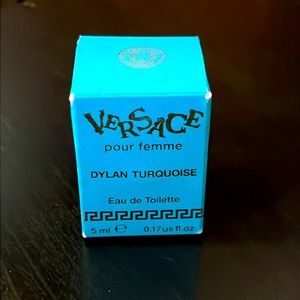 VERSACE
pour femme
DYLAN TURQUOISE
Eau de Toilette
5 ml ℮ 0.17 us fl.oz